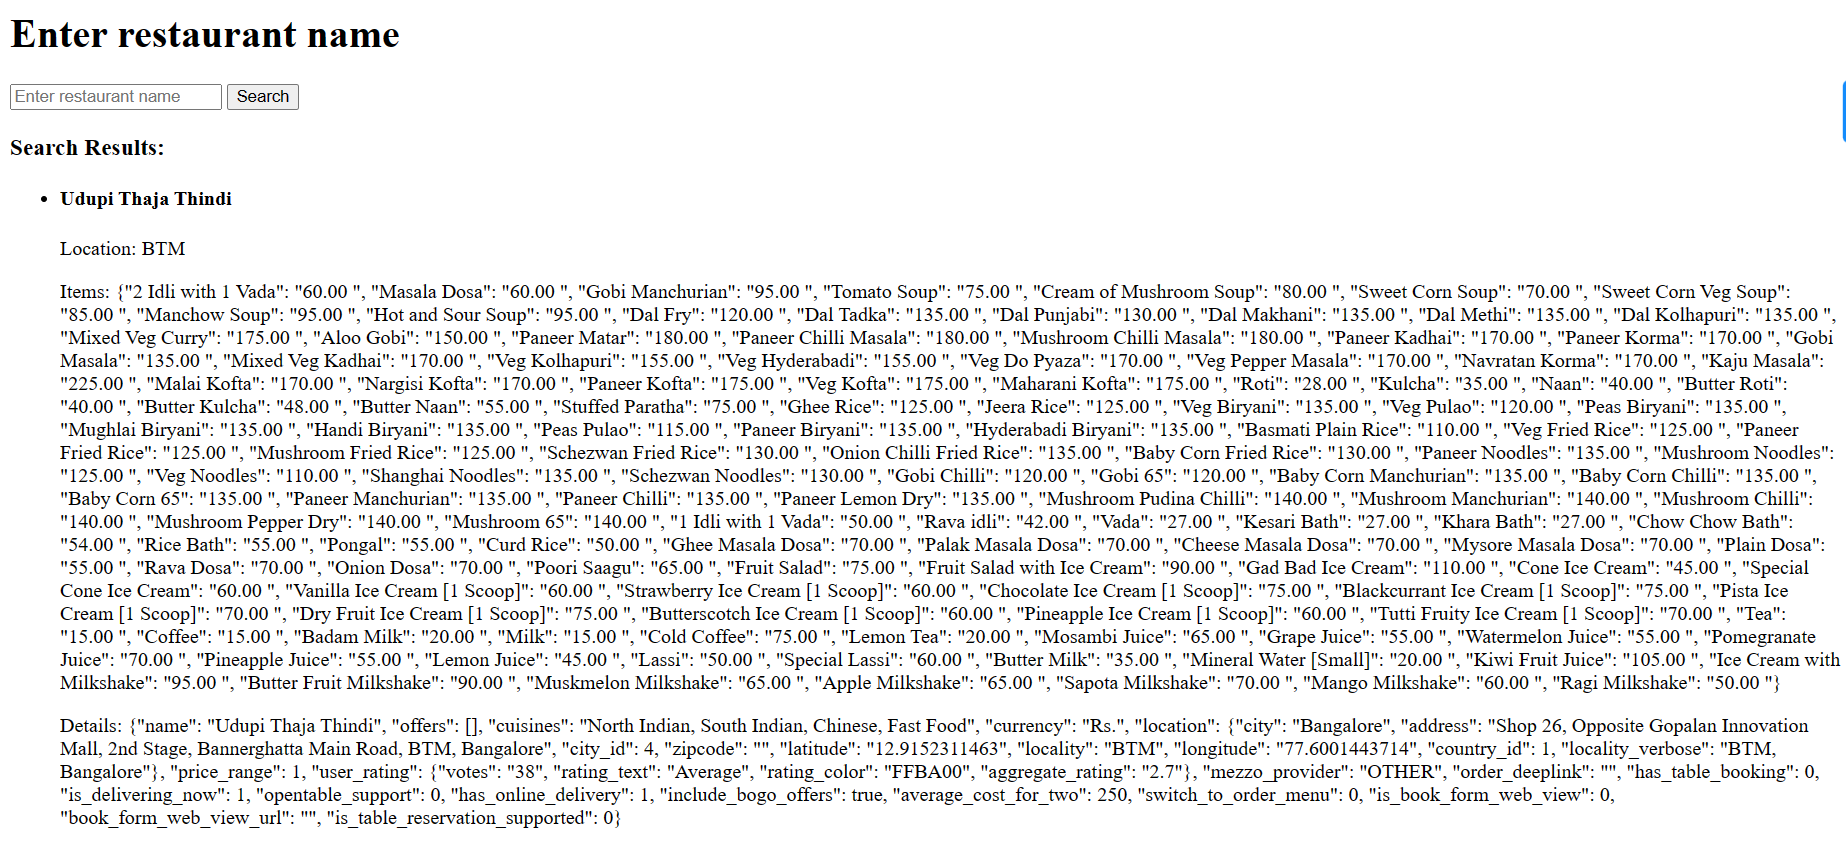 Enter restaurant name
Enter restaurant name Search
Search Results:
• Udupi Thaja Thindi
Location: BTM
Items: {"2 Idli with 1 Vada": "60.00 ", "Masala Dosa": "60.00 ", "Gobi Manchurian": "95.00 ", "Tomato Soup": "75.00 ", "Cream of Mushroom Soup": "80.00 ", "Sweet Corn Soup": "70.00 ", "Sweet Corn Veg Soup":
"85.00 ", "Manchow Soup": "95.00 ", "Hot and Sour Soup": "95.00 ", "Dal Fry": "120.00 ", "Dal Tadka": "135.00 ", "Dal Punjabi": "130.00 ", "Dal Makhani": "135.00 ", "Dal Methi": "135.00 ", "Dal Kolhapuri": "135.00 ",
"Mixed Veg Curry": "175.00 ", "Aloo Gobi": "150.00 ", "Paneer Matar": "180.00 ", "Paneer Chilli Masala": "180.00 ", "Mushroom Chilli Masala": "180.00 ", "Paneer Kadhai": "170.00 ", "Paneer Korma": "170.00 ", "Gobi
Masala": "135.00 ", "Mixed Veg Kadhai": "170.00 ", "Veg Kolhapuri": "155.00 ", "Veg Hyderabadi": "155.00 ", "Veg Do Pyaza": "170.00 ", "Veg Pepper Masala": "170.00 ", "Navratan Korma": "170.00 ", "Kaju Masala":
"225.00 ", "Malai Kofta": "170.00 ", "Nargisi Kofta": "170.00 ", "Paneer Kofta": "175.00 ", "Veg Kofta": "175.00 ", "Maharani Kofta": "175.00 ", "Roti": "28.00 ", "Kulcha": "35.00 ", "Naan": "40.00 ", "Butter Roti":
"40.00 ", "Butter Kulcha": "48.00 ", "Butter Naan": "55.00 ", "Stuffed Paratha": "75.00 ", "Ghee Rice": "125.00 ", "Jeera Rice": "125.00 ", "Veg Biryani": "135.00 ", "Veg Pulao": "120.00 ", "Peas Biryani": "135.00 ",
"Mughlai Biryani": "135.00 ", "Handi Biryani": "135.00 ", "Peas Pulao": "115.00 ", "Paneer Biryani": "135.00 ", "Hyderabadi Biryani": "135.00 ", "Basmati Plain Rice": "110.00 ", "Veg Fried Rice": "125.00 ", "Paneer
Fried Rice": "125.00 ", "Mushroom Fried Rice": "125.00 ", "Schezwan Fried Rice": "130.00 ", "Onion Chilli Fried Rice": "135.00 ", "Baby Corn Fried Rice": "130.00 ", "Paneer Noodles": "135.00 ", "Mushroom Noodles":
"125.00 ", "Veg Noodles": "110.00 ", "Shanghai Noodles": "135.00 ", "Schezwan Noodles": "130.00 ", "Gobi Chilli": "120.00 ", "Gobi 65": "120.00 ", "Baby Corn Manchurian": "135.00 ", "Baby Corn Chilli": "135.00 ",
"Baby Corn 65": "135.00 ", "Paneer Manchurian": "135.00 ", "Paneer Chilli": "135.00 ", "Paneer Lemon Dry": "135.00 ", "Mushroom Pudina Chilli": "140.00 ", "Mushroom Manchurian": "140.00 ", "Mushroom Chilli":
"140.00 ", "Mushroom Pepper Dry": "140.00 ", "Mushroom 65": "140.00 ", "1 Idli with 1 Vada": "50.00 ", "Rava idli": "42.00 ", "Vada": "27.00 ", "Kesari Bath": "27.00 ", "Khara Bath": "27.00 ", "Chow Chow Bath":
"54.00 ", "Rice Bath": "55.00 ", "Pongal": "55.00 ", "Curd Rice": "50.00 ", "Ghee Masala Dosa": "70.00 ", "Palak Masala Dosa": "70.00 ", "Cheese Masala Dosa": "70.00 ", "Mysore Masala Dosa": "70.00 ", "Plain Dosa":
"55.00 ", "Rava Dosa": "70.00 ", "Onion Dosa": "70.00 ", "Poori Saagu": "65.00 ", "Fruit Salad": "75.00 ", "Fruit Salad with Ice Cream": "90.00 ", "Gad Bad Ice Cream": "110.00 ", "Cone Ice Cream": "45.00 ", "Special
Cone Ice Cream": "60.00 ", "Vanilla Ice Cream [1 Scoop]": "60.00 ", "Strawberry Ice Cream [1 Scoop]": "60.00 ", "Chocolate Ice Cream [1 Scoop]": "75.00 ", "Blackcurrant Ice Cream [1 Scoop]": "75.00 ", "Pista Ice
Cream [1 Scoop]": "70.00 ", "Dry Fruit Ice Cream [1 Scoop]": "75.00 ", "Butterscotch Ice Cream [1 Scoop]": "60.00 ", "Pineapple Ice Cream [1 Scoop]": "60.00 ", "Tutti Fruity Ice Cream [1 Scoop]": "70.00 ", "Tea":
"15.00 ", "Coffee": "15.00 ", "Badam Milk": "20.00 ", "Milk": "15.00 ", "Cold Coffee": "75.00 ", "Lemon Tea": "20.00 ", "Mosambi Juice": "65.00 ", "Grape Juice": "55.00 ", "Watermelon Juice": "55.00 ", "Pomegranate
Juice": "70.00 ", "Pineapple Juice": "55.00 ", "Lemon Juice": "45.00 ", "Lassi": "50.00 ", "Special Lassi": "60.00 ", "Butter Milk": "35.00 ", "Mineral Water [Small]": "20.00 ", "Kiwi Fruit Juice": "105.00 ", "Ice Cream with
Milkshake": "95.00 ", "Butter Fruit Milkshake": "90.00 ", "Muskmelon Milkshake": "65.00 ", "Apple Milkshake": "65.00 ", "Sapota Milkshake": "70.00 ", "Mango Milkshake": "60.00 ", "Ragi Milkshake": "50.00 "}
Details: {"name": "Udupi Thaja Thindi", "offers": [], "cuisines": "North Indian, South Indian, Chinese, Fast Food", "currency": "Rs.", "location": {"city": "Bangalore", "address": "Shop 26, Opposite Gopalan Innovation
Mall, 2nd Stage, Bannerghatta Main Road, BTM, Bangalore", "city_id": 4, "zipcode": "", "latitude": "12.9152311463", "locality": "BTM", "longitude": "77.6001443714", "country_id": 1, "locality_verbose": "BTM,
Bangalore"}, "price_range": 1, "user_rating": {"votes": "38", "rating_text": "Average", "rating_color": "FFBA00", "aggregate_rating": "2.7"}, "mezzo_provider": "OTHER", "order_deeplink": "", "has_table_booking": 0,
"is_delivering_now": 1, "opentable_support": 0, "has_online_delivery": 1, "include_bogo_offers": true, "average_cost_for_two": 250, "switch_to_order_menu": 0, "is_book_form_web_view": 0,
"book_form_web_view_url": "", "is_table_reservation_supported": 0}